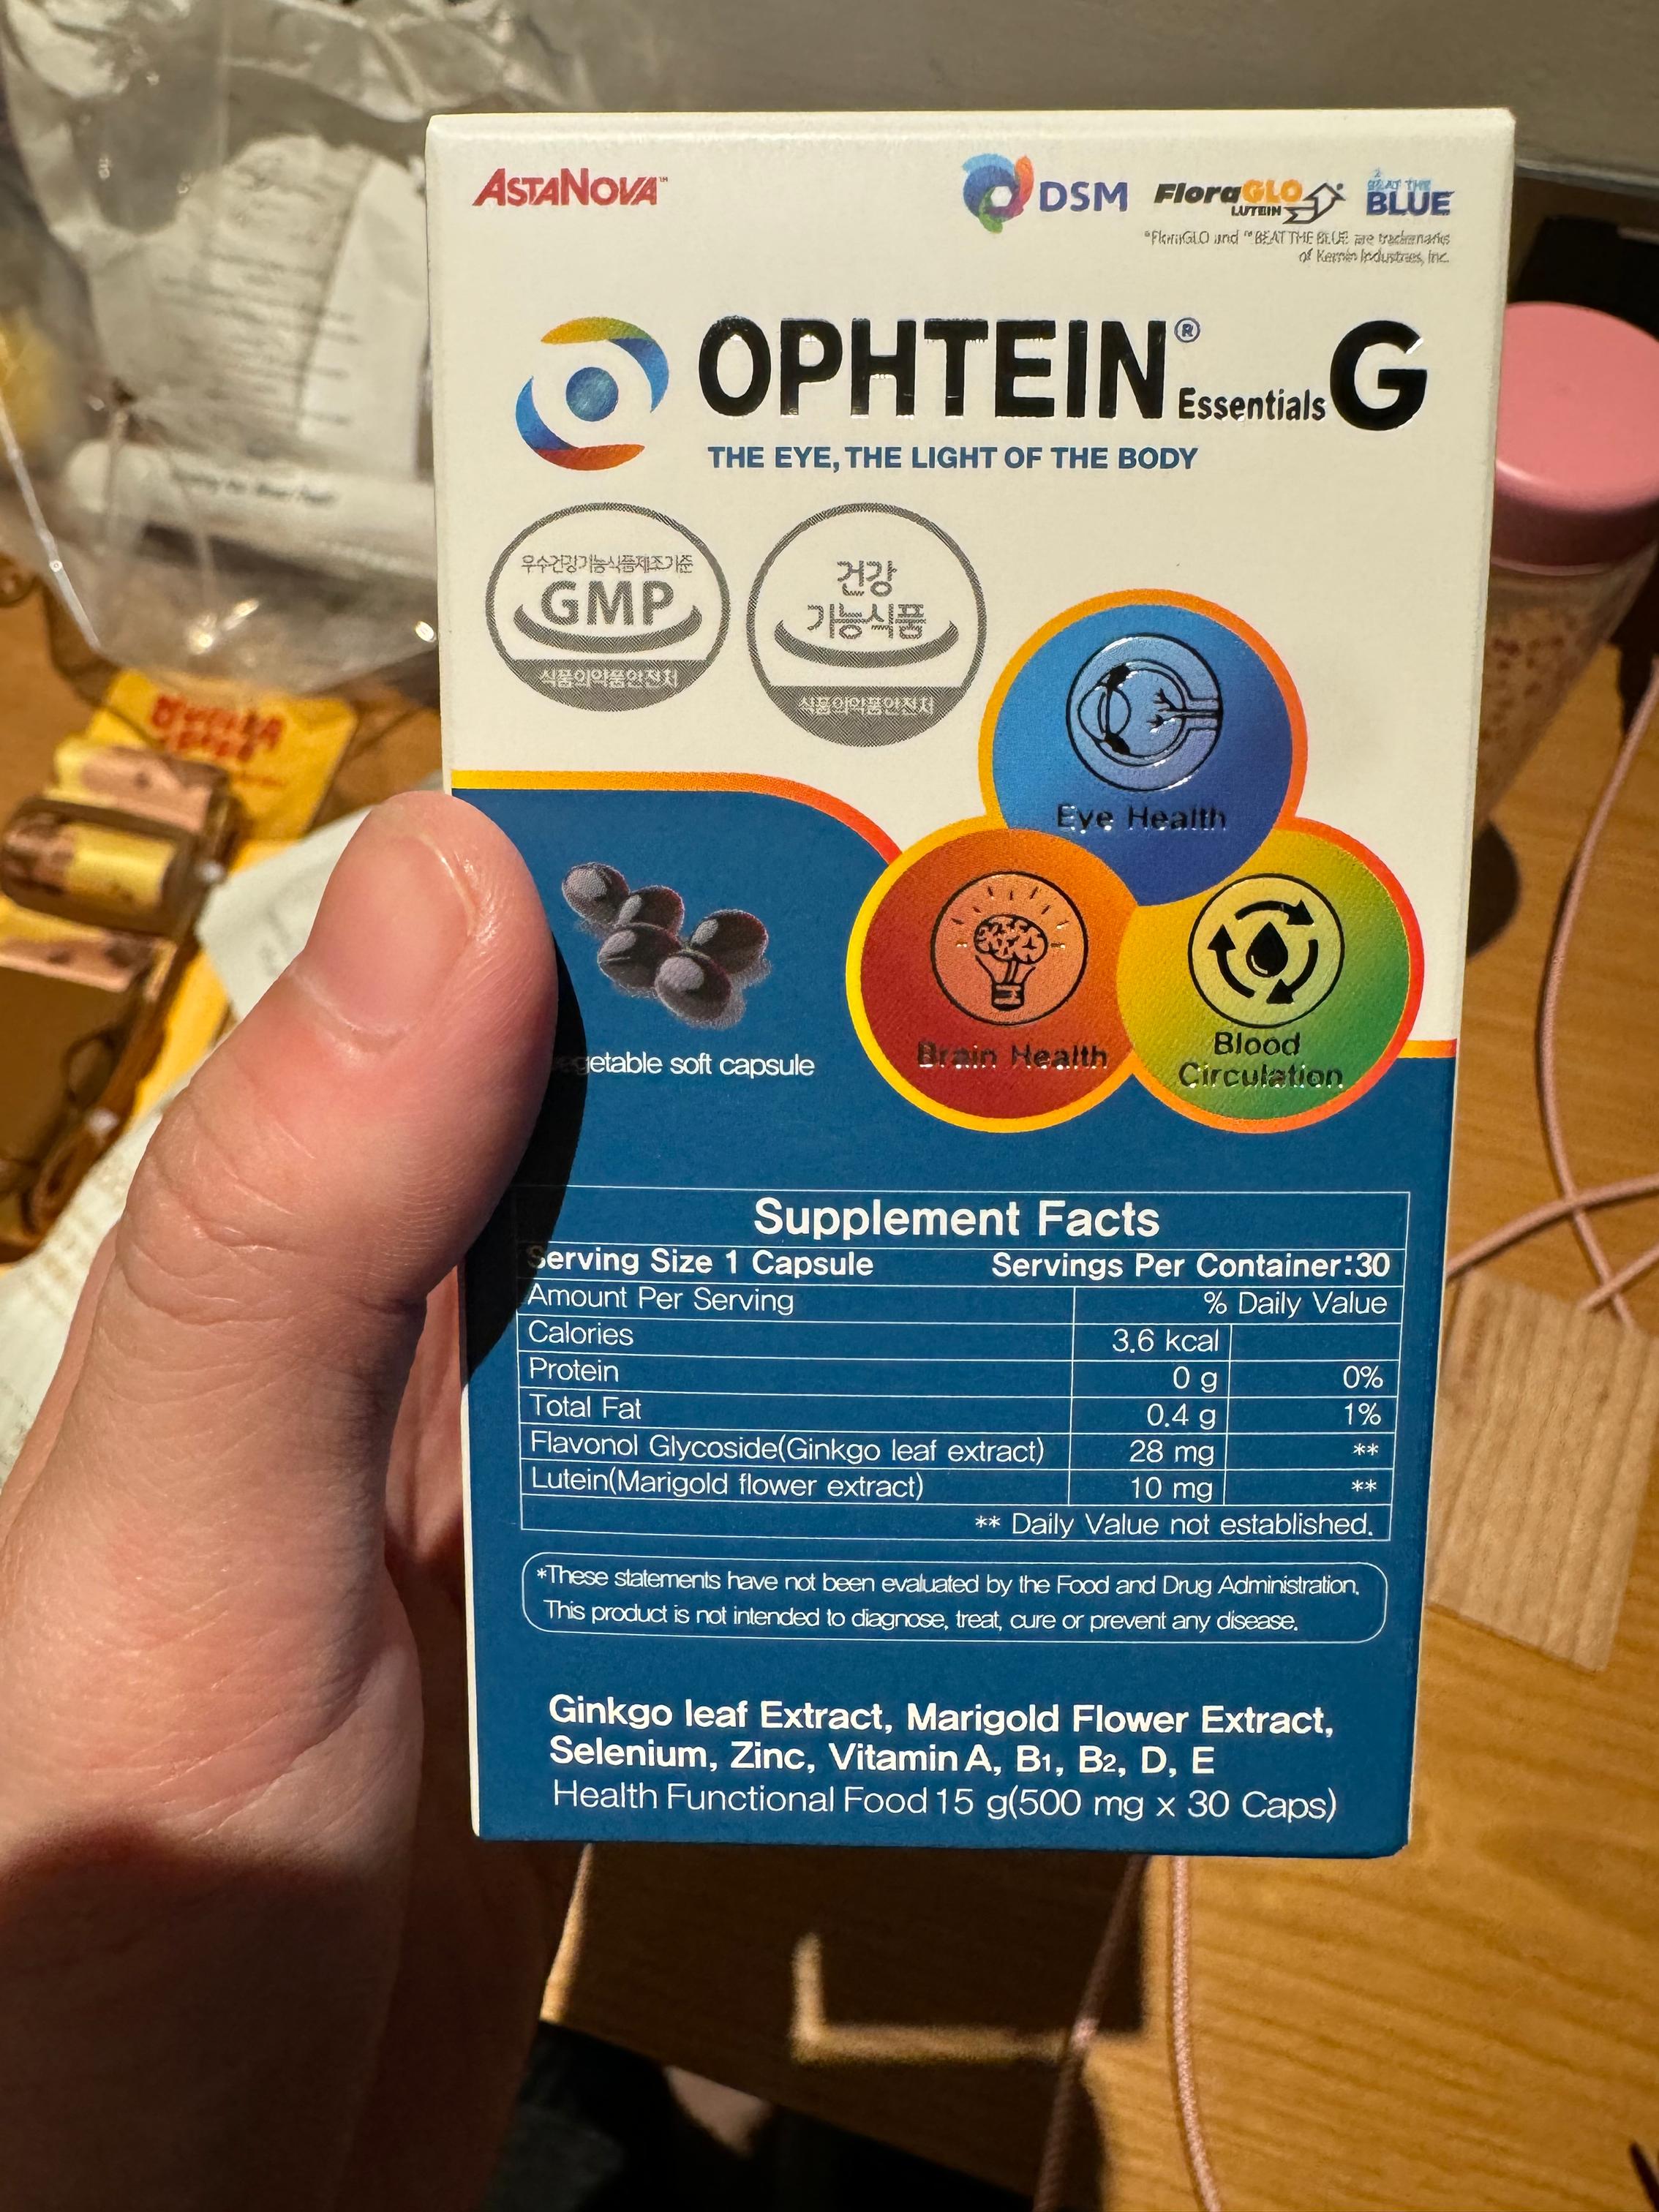 ASTANOVA™
DSM
FloraGLO
LUTEIN
BEAT THE
BLUE
®FloraGLO and ™BEAT THE BLUE are trademarks
of Kemin Industries, Inc.
OPHTEIN® Essentials G
THE EYE, THE LIGHT OF THE BODY
우수건강기능식품제조기준
GMP
식품의약품안전처
건강
기능식품
식품의약품안전처
Eye Health
Brain Health
Blood
Circulation
getable soft capsule
Supplement Facts
Serving Size 1 Capsule Servings Per Container:30
Amount Per Serving % Daily Value
Calories 3.6 kcal
Protein 0 g 0%
Total Fat 0.4 g 1%
Flavonol Glycoside(Ginkgo leaf extract) 28 mg **
Lutein(Marigold flower extract) 10 mg **
** Daily Value not established.
*These statements have not been evaluated by the Food and Drug Administration.
This product is not intended to diagnose, treat, cure or prevent any disease.
Ginkgo leaf Extract, Marigold Flower Extract,
Selenium, Zinc, Vitamin A, B1, B2, D, E
Health Functional Food 15 g(500 mg x 30 Caps)